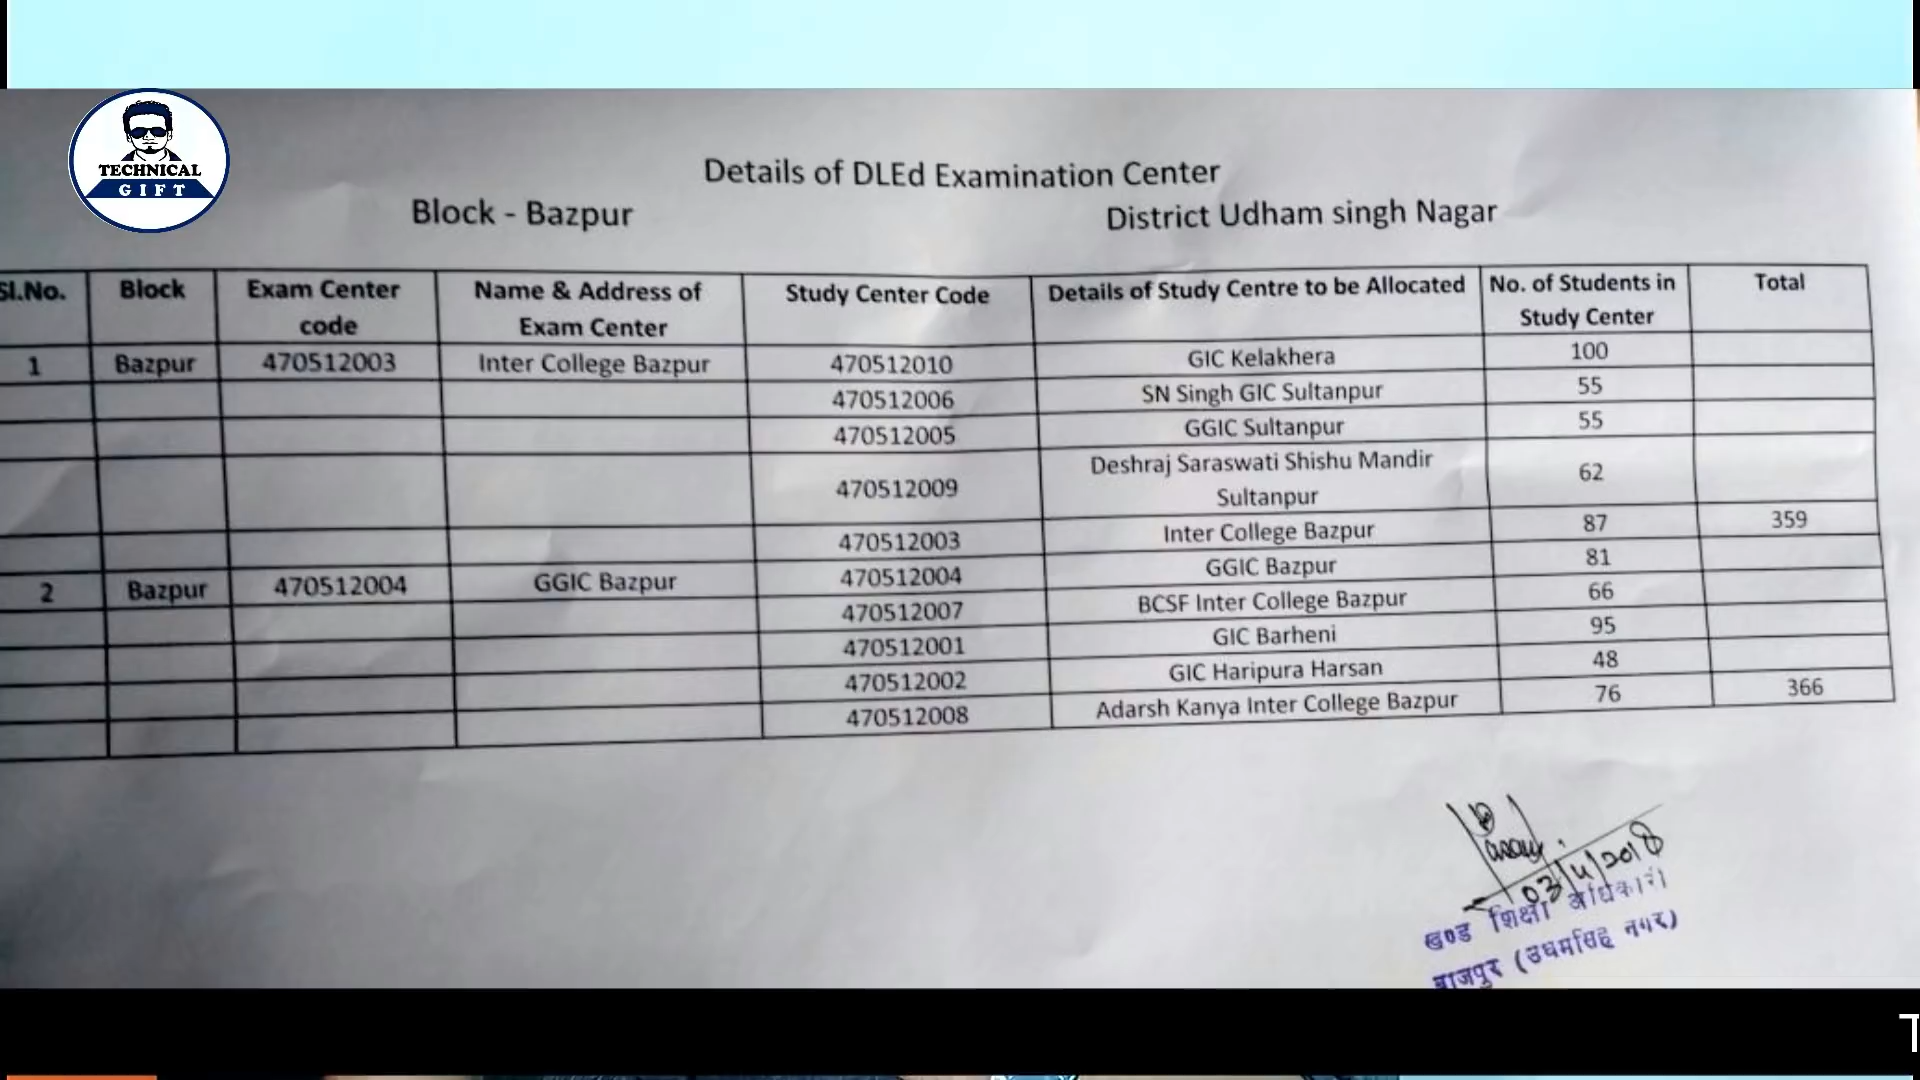 TECHNICAL
GIFT
Details of DLEd Examination Center
Block - Bazpur District Udham singh Nagar
Sl.No. Block Exam Center code Name & Address of Exam Center Study Center Code Details of Study Centre to be Allocated No. of Students in Study Center Total
1 Bazpur 470512003 Inter College Bazpur 470512010 GIC Kelakhera 100
470512006 SN Singh GIC Sultanpur 55
470512005 GGIC Sultanpur 55
470512009 Deshraj Saraswati Shishu Mandir Sultanpur 62
470512003 Inter College Bazpur 87 359
2 Bazpur 470512004 GGIC Bazpur 470512004 GGIC Bazpur 81
470512007 BCSF Inter College Bazpur 66
470512001 GIC Barheni 95
470512002 GIC Haripura Harsan 48
470512008 Adarsh Kanya Inter College Bazpur 76 366
03/4/2018
खण्ड शिक्षा अधिकारी
बाजपुर (उधमसिंह नगर)
T